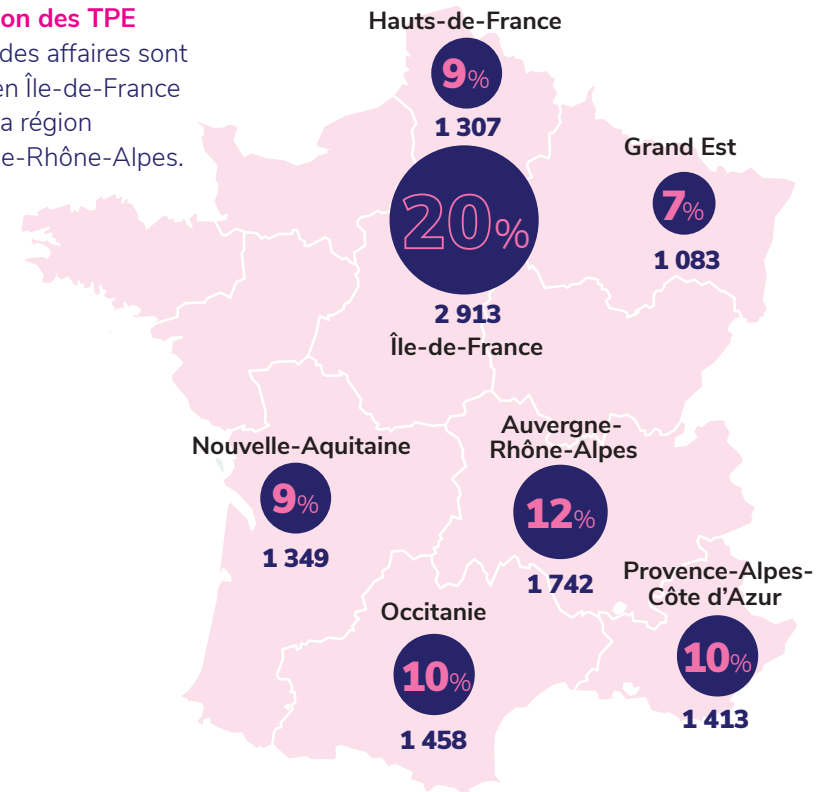 on des TPE
des affaires sont
en Île-de-France
a région
e-Rhône-Alpes.
Hauts-de-France
9%
1 307
Grand Est
7%
1 083
20%
2 913
Île-de-France
Nouvelle-Aquitaine
9%
1 349
Auvergne-
Rhône-Alpes
12%
1 742
Provence-Alpes-
Côte d’Azur
10%
1 413
Occitanie
10%
1 458